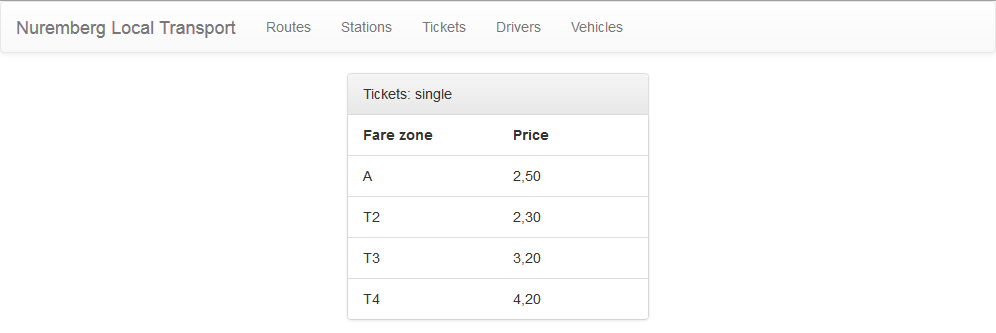 Nuremberg Local Transport Routes Stations Tickets Drivers Vehicles
Tickets: single
Fare zone Price
A 2,50
T2 2,30
T3 3,20
T4 4,20